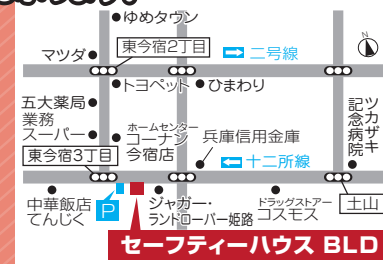 ゆめタウン
東今宿2丁目
二号線
N
マツダ
トヨペット
ひまわり
五大薬局
業務
スーパー
ホームセンター
コーナン
今宿店
兵庫信用金庫
ツカザキ
記念病院
東今宿3丁目
十二所線
中華飯店
てんじく
P
ジャガー・
ランドローバー姫路
ドラッグストアー
コスモス
土山
セーフティーハウス BLD